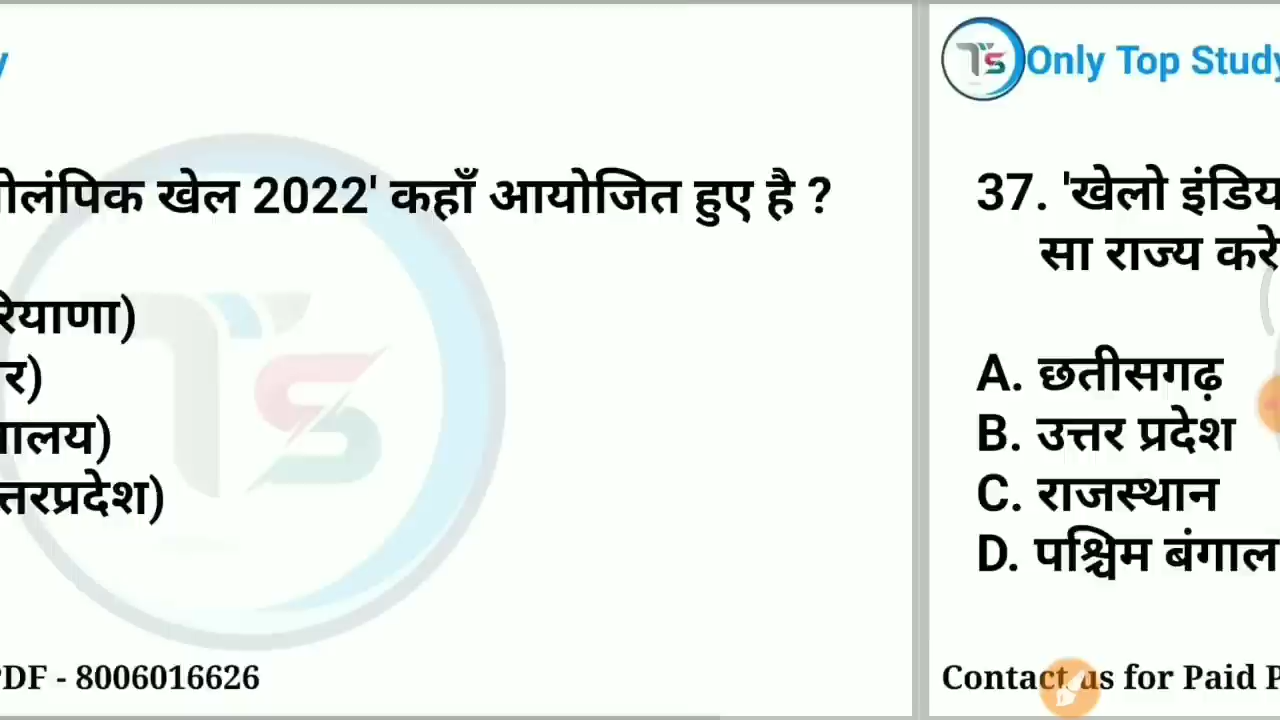 ोलंपिक खेल 2022' कहाँ आयोजित हुए है ?
रियाणा)
र)
ालय)
त्तरप्रदेश)
PDF - 8006016626
TS Only Top Study
37. 'खेलो इंडिय
सा राज्य करे
A. छतीसगढ़
B. उत्तर प्रदेश
C. राजस्थान
D. पश्चिम बंगाल
Contact us for Paid P